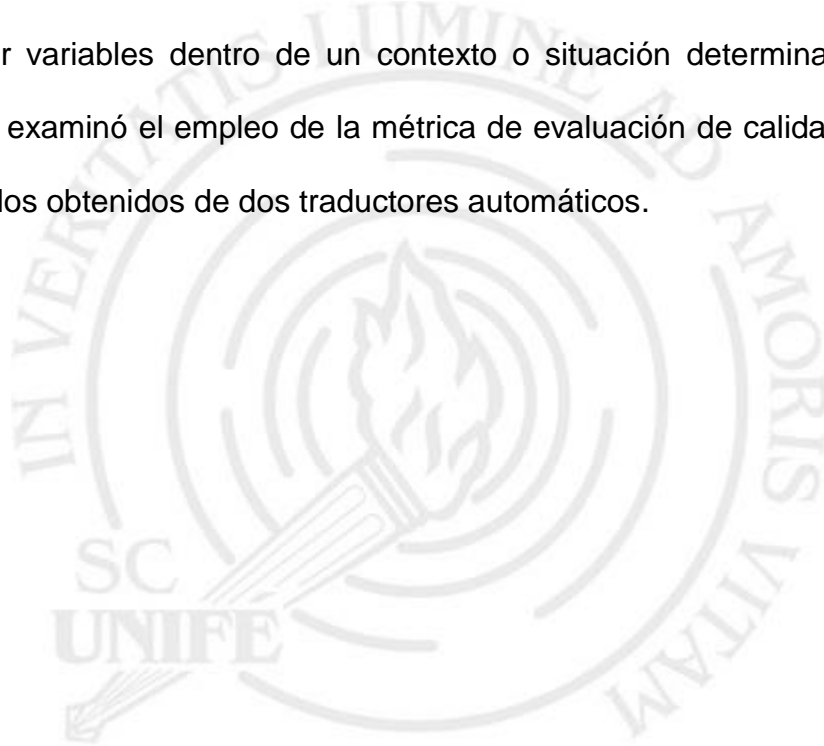 r variables dentro de un contexto o situación determina
examinó el empleo de la métrica de evaluación de calida
los obtenidos de dos traductores automáticos.
IN VERITATIS LUMINE AD AMORIS VITAM
SC
UNIFE